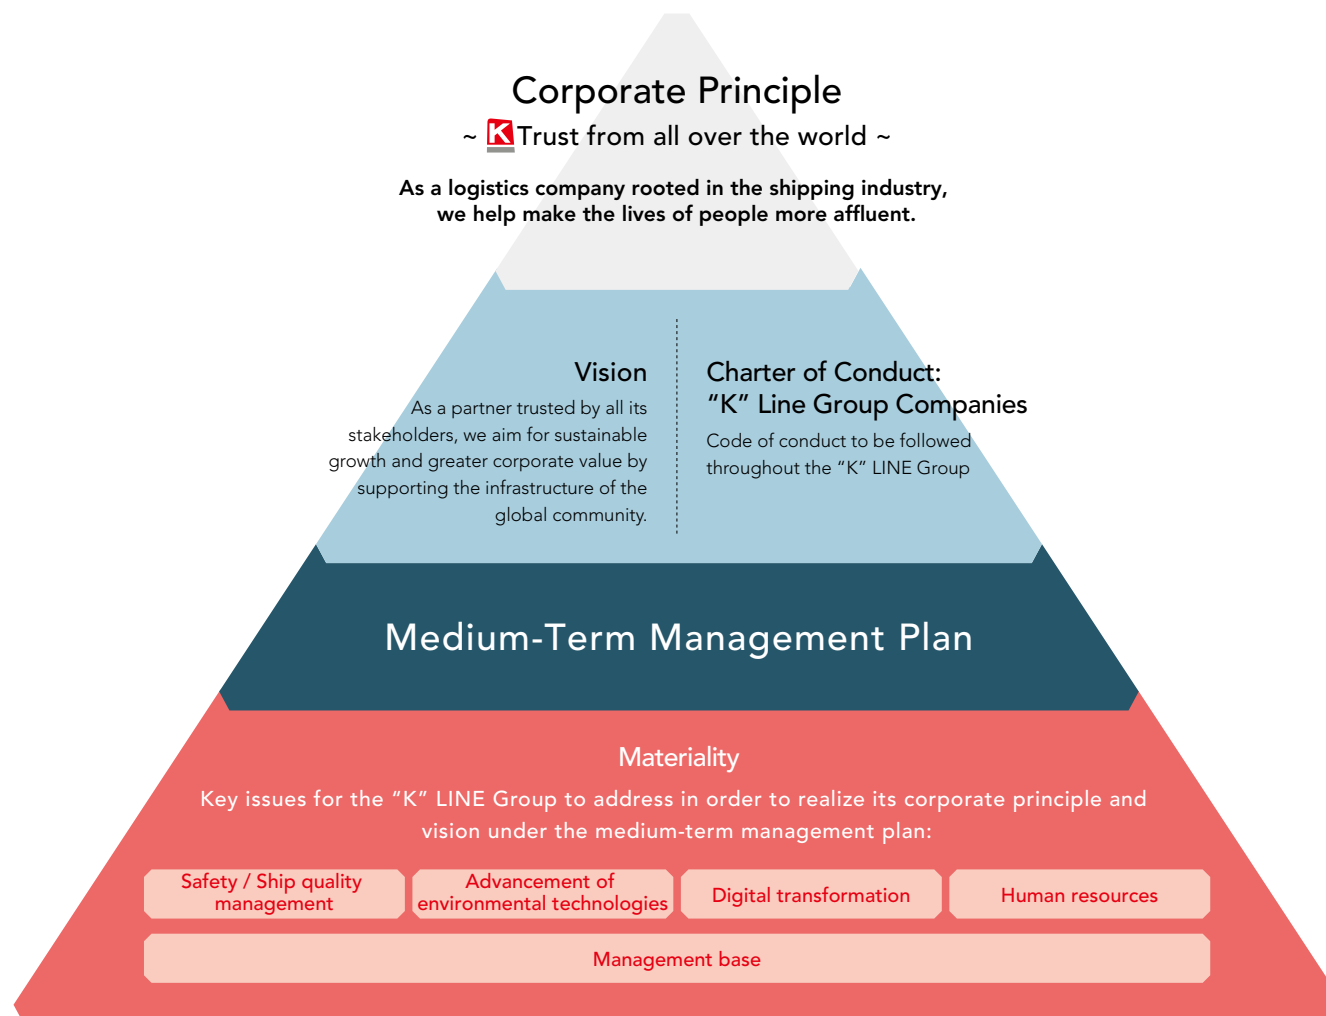 Corporate Principle
~ K Trust from all over the world ~
As a logistics company rooted in the shipping industry,
we help make the lives of people more affluent.
Vision
As a partner trusted by all its
stakeholders, we aim for sustainable
growth and greater corporate value by
supporting the infrastructure of the
global community.
Charter of Conduct:
“K” Line Group Companies
Code of conduct to be followed
throughout the “K” LINE Group
Medium-Term Management Plan
Materiality
Key issues for the “K” LINE Group to address in order to realize its corporate principle and
vision under the medium-term management plan:
Safety / Ship quality
management
Advancement of
environmental technologies
Digital transformation
Human resources
Management base